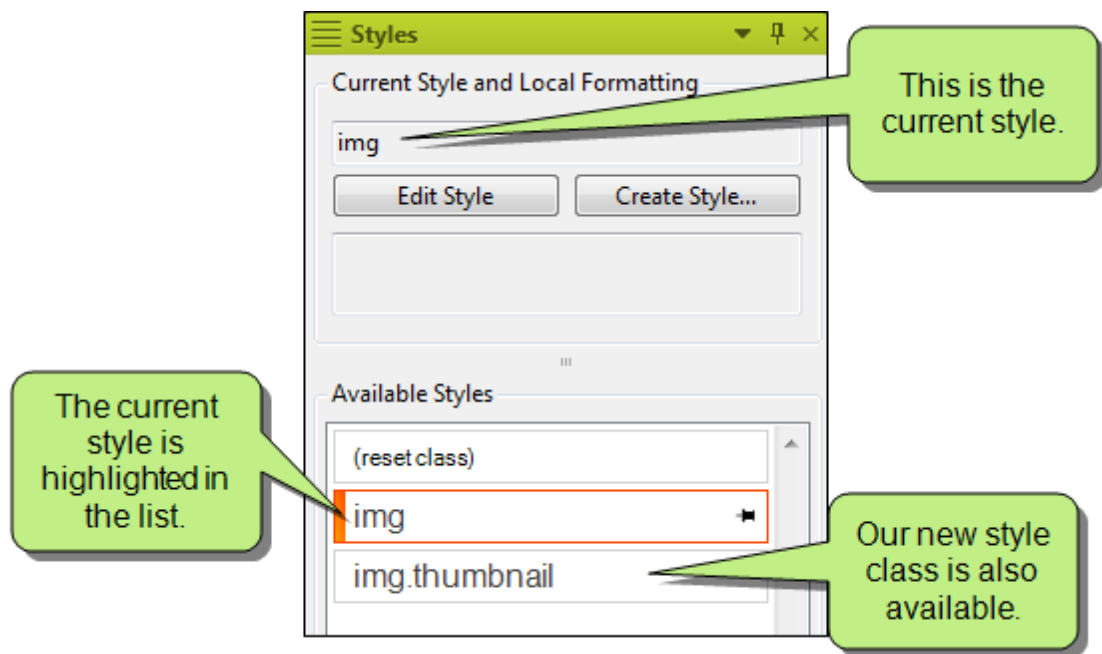 Styles
Current Style and Local Formatting
This is the
current style.
img
Edit Style
Create Style...
Available Styles
The current
style is
highlighted in
the list.
(reset class)
img
img.thumbnail
Our new style
class is also
available.